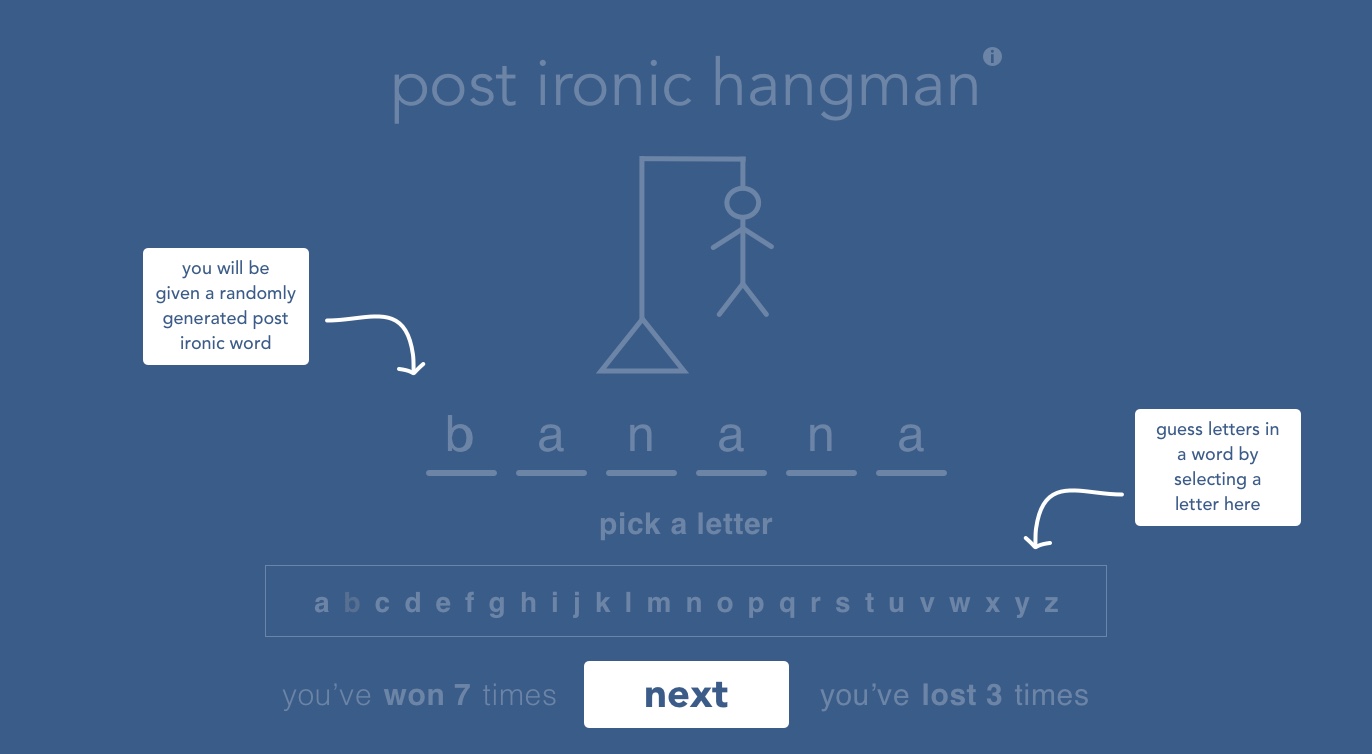 post ironic hangman
i
you will be
given a randomly
generated post
ironic word
b a n a n a
guess letters in
a word by
selecting a
letter here
pick a letter
a b c d e f g h i j k l m n o p q r s t u v w x y z
you've won 7 times
next
you've lost 3 times